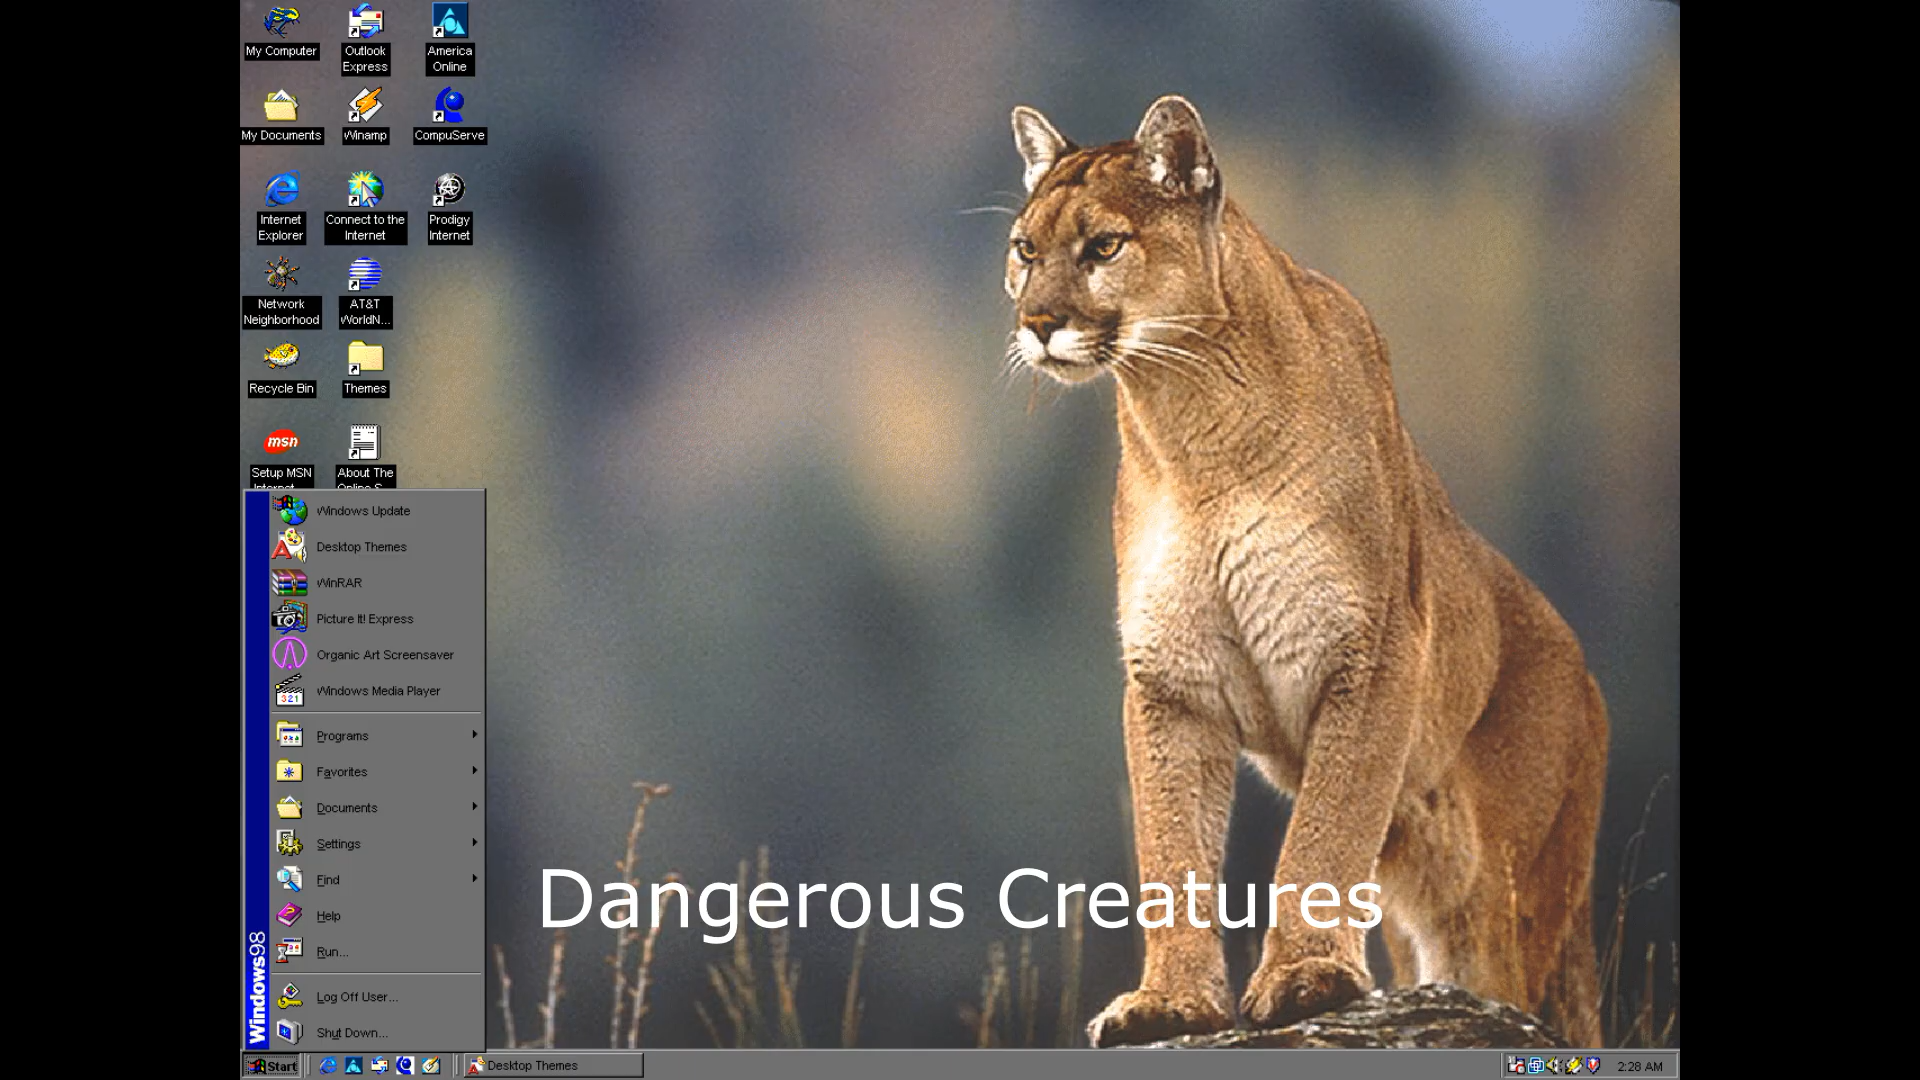 My Computer
Outlook
Express
America
Online
My Documents
Winamp
CompuServe
Internet
Explorer
Connect to the
Internet
Prodigy
Internet
Network
Neighborhood
AT&T
WorldN...
Recycle Bin
Themes
msn
Setup MSN
Internet
About The
Online S
Windows Update
Desktop Themes
WinRAR
Picture It! Express
Organic Art Screensaver
Windows Media Player
Programs
Favorites
Documents
Settings
Find
Help
Run...
Log Off User...
Shut Down...
Windows98
Dangerous Creatures
Start
Desktop Themes
2:28 AM